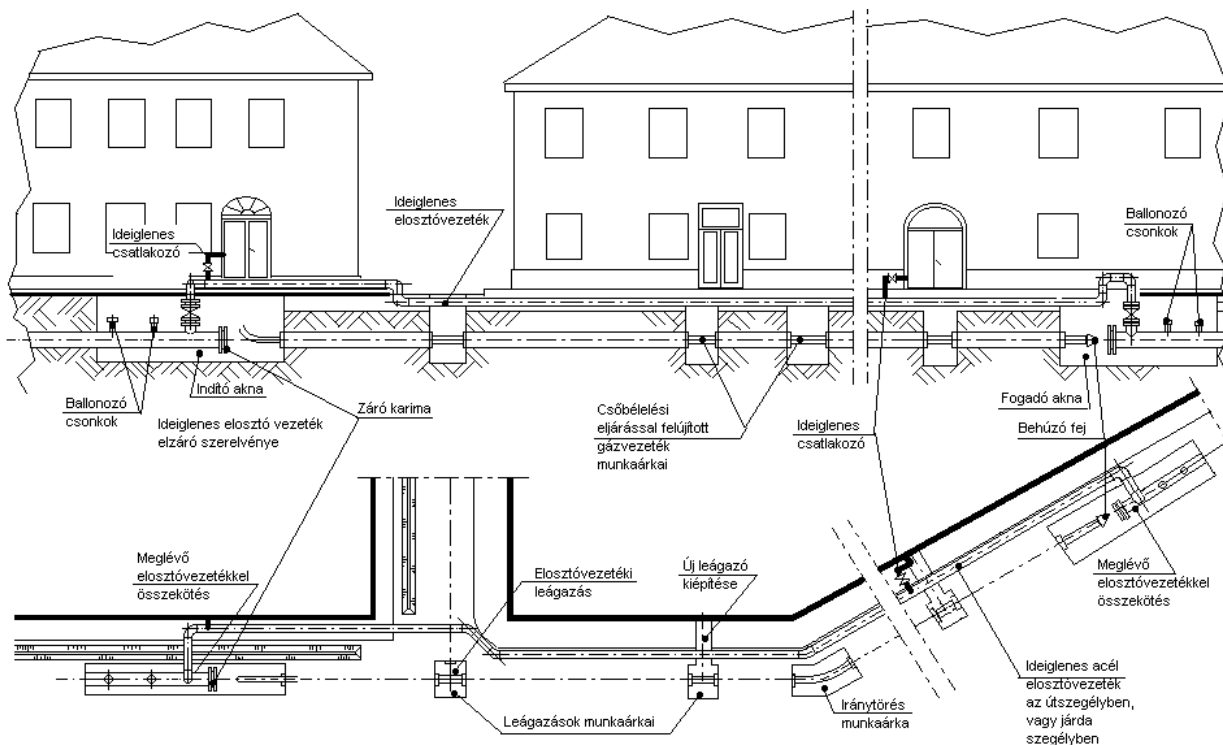 Ideiglenes
elosztóvezeték
Ballonozó
csonkok
Ideiglenes
csatlakozó
Indító akna
Ballonozó
csonkok
Ideiglenes elosztó vezeték
elzáró szerelvénye
Záró karima
Csőbélelési
eljárással felújított
gázvezeték
munkaárkai
Ideiglenes
csatlakozó
Fogadó akna
Behúzó fej
Meglévő
elosztóvezetékkel
összekötés
Elosztóvezetéki
leágazás
Új leágazó
kiépítése
Meglévő
elosztóvezetékkel
összekötés
Leágazások munkaárkai
Iránytörés
munkaárka
Ideiglenes acél
elosztóvezeték
az útszegélyben,
vagy járda
szegélyben